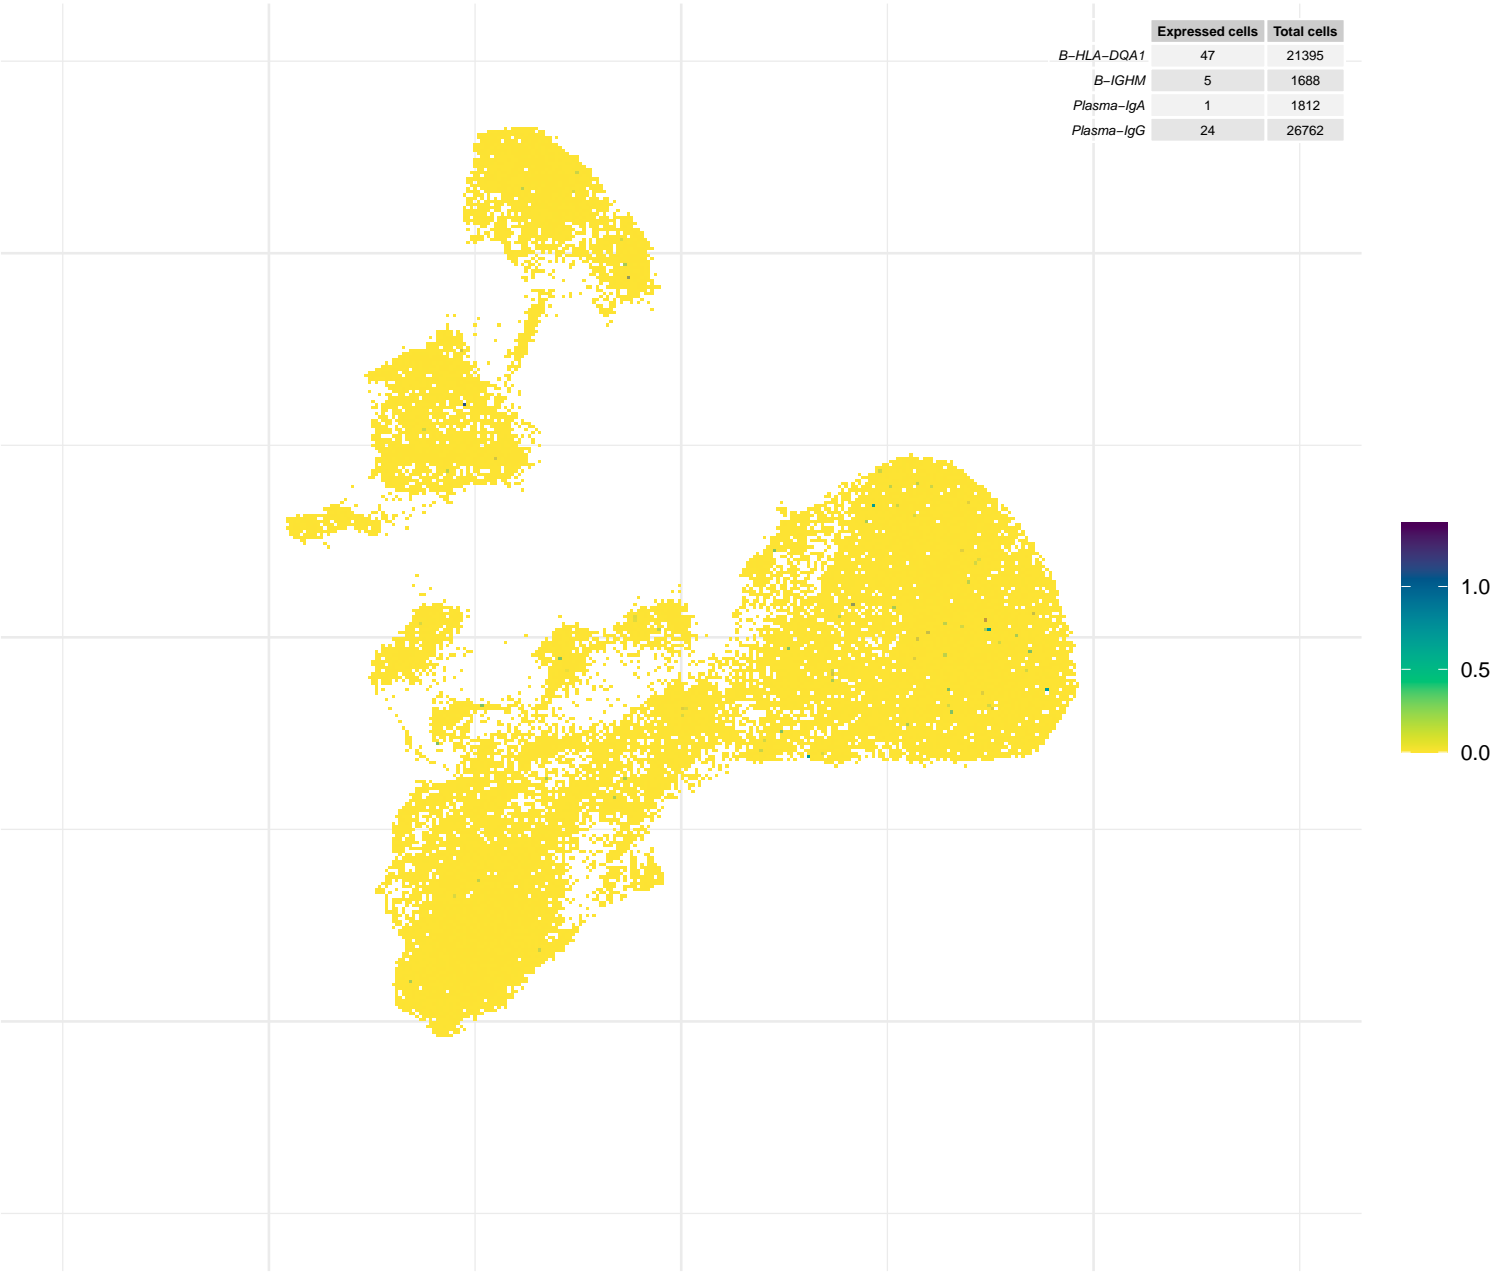 Expressed cells Total cells
B–HLA–DQA1 47 21395
B–IGHM 5 1688
Plasma–IgA 1 1812
Plasma–IgG 24 26762
1.0
0.5
0.0